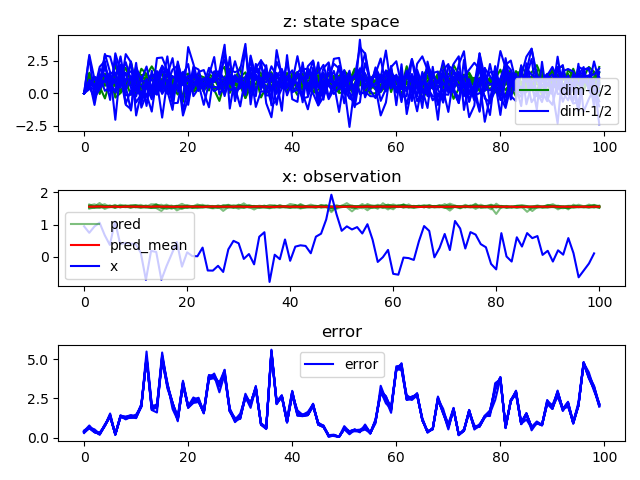 z: state space
2.5
0.0
−2.5
dim-0/2
dim-1/2
0 20 40 60 80 100
x: observation
2
1
0
pred
pred_mean
x
0 20 40 60 80 100
error
5.0
2.5
0.0
error
0 20 40 60 80 100